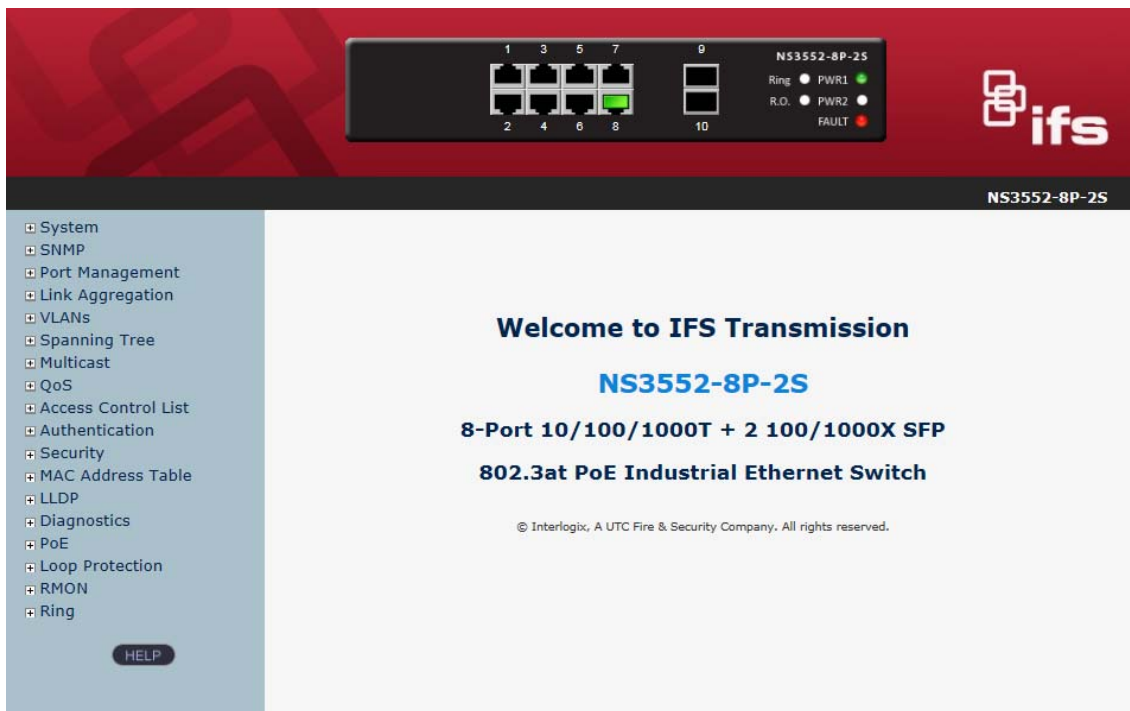 1 3 5 7 9
NS3552-8P-2S
Ring PWR1
R.O. PWR2
FAULT
2 4 6 8 10
ifs
NS3552-8P-2S
System
SNMP
Port Management
Link Aggregation
VLANs
Spanning Tree
Multicast
QoS
Access Control List
Authentication
Security
MAC Address Table
LLDP
Diagnostics
PoE
Loop Protection
RMON
Ring
HELP
Welcome to IFS Transmission
NS3552-8P-2S
8-Port 10/100/1000T + 2 100/1000X SFP
802.3at PoE Industrial Ethernet Switch
© Interlogix, A UTC Fire & Security Company. All rights reserved.